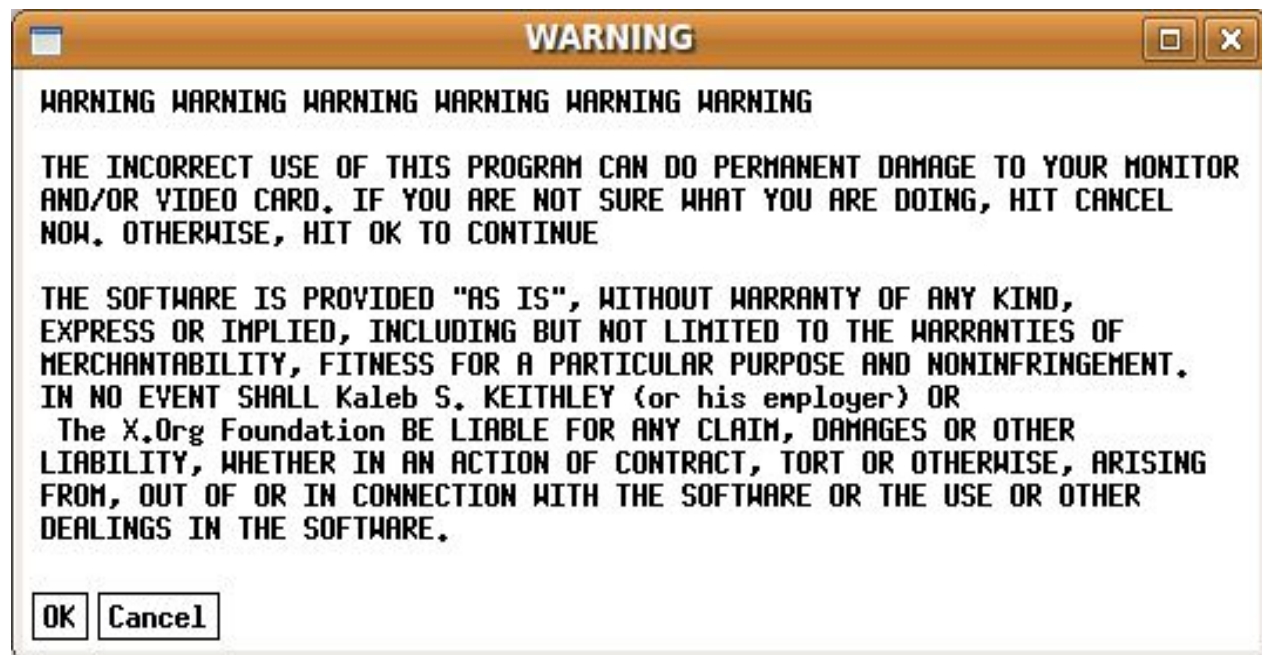 WARNING
WARNING WARNING WARNING WARNING WARNING WARNING
THE INCORRECT USE OF THIS PROGRAM CAN DO PERMANENT DAMAGE TO YOUR MONITOR
AND/OR VIDEO CARD. IF YOU ARE NOT SURE WHAT YOU ARE DOING, HIT CANCEL
NOW. OTHERWISE, HIT OK TO CONTINUE
THE SOFTWARE IS PROVIDED "AS IS", WITHOUT WARRANTY OF ANY KIND,
EXPRESS OR IMPLIED, INCLUDING BUT NOT LIMITED TO THE WARRANTIES OF
MERCHANTABILITY, FITNESS FOR A PARTICULAR PURPOSE AND NONINFRINGEMENT.
IN NO EVENT SHALL Kaleb S. KEITHLEY (or his employer) OR
The X.Org Foundation BE LIABLE FOR ANY CLAIM, DAMAGES OR OTHER
LIABILITY, WHETHER IN AN ACTION OF CONTRACT, TORT OR OTHERWISE, ARISING
FROM, OUT OF OR IN CONNECTION WITH THE SOFTWARE OR THE USE OR OTHER
DEALINGS IN THE SOFTWARE.
OK Cancel